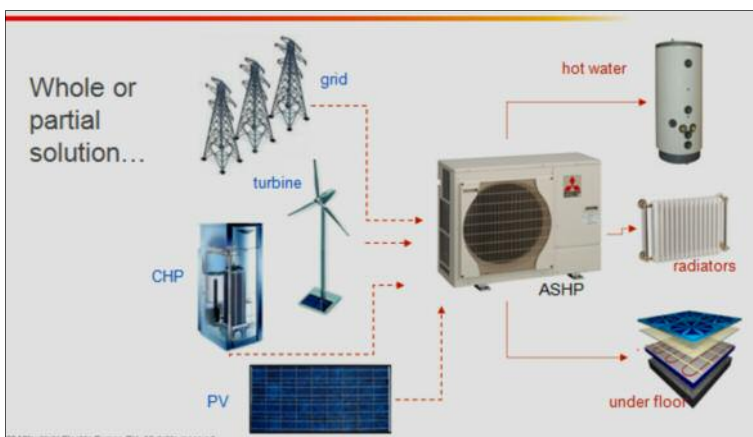 Whole or
partial
solution…
grid
turbine
CHP
PV
ASHP
hot water
radiators
under floor